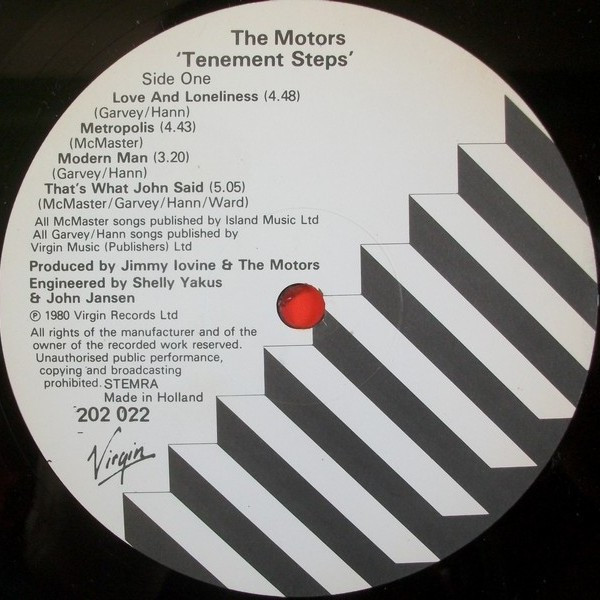 The Motors
'Tenement Steps'
Side One
Love And Loneliness (4.48)
(Garvey/Hann)
Metropolis (4.43)
(McMaster)
Modern Man (3.20)
(Garvey/Hann)
That's What John Said (5.05)
(McMaster/Garvey/Hann/Ward)
All McMaster songs published by Island Music Ltd
All Garvey/Hann songs published by
Virgin Music (Publishers) Ltd
Produced by Jimmy Iovine & The Motors
Engineered by Shelly Yakus
& John Jansen
℗ 1980 Virgin Records Ltd
All rights of the manufacturer and of the
owner of the recorded work reserved.
Unauthorised public performance,
copying and broadcasting
prohibited. STEMRA
Made in Holland
202 022
Virgin